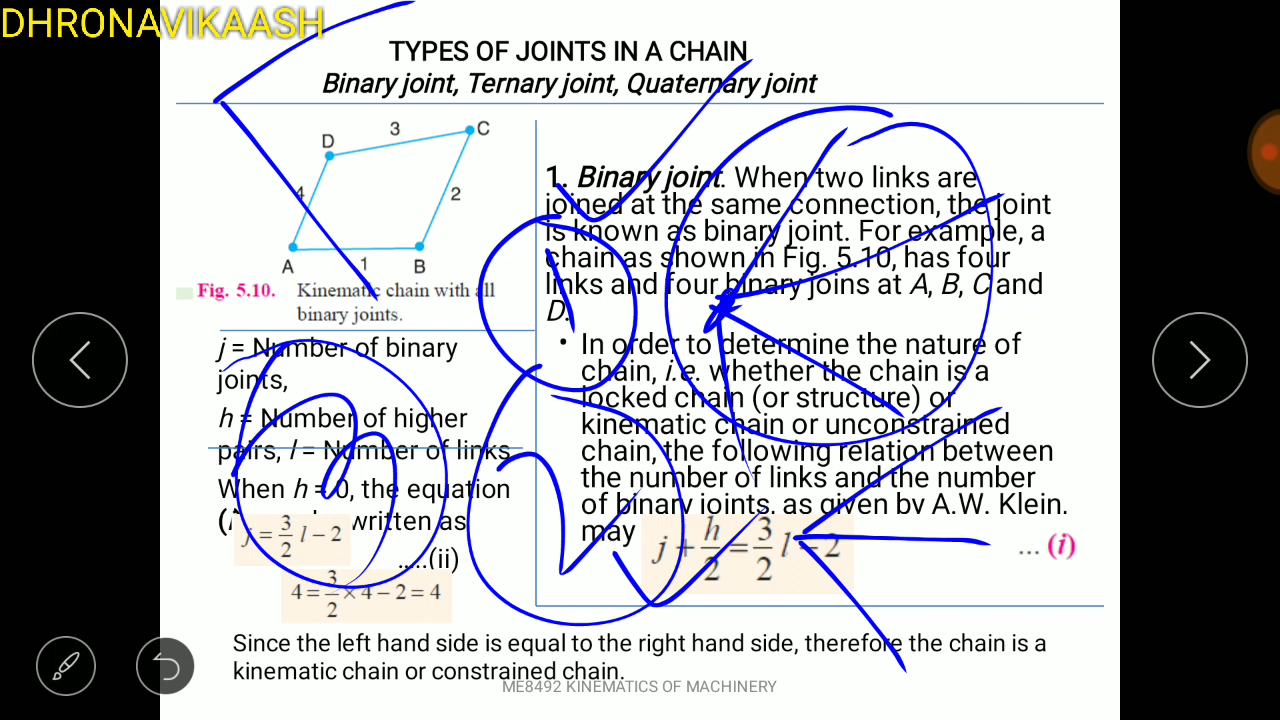 DHRONAVIKAASH
TYPES OF JOINTS IN A CHAIN
Binary joint, Ternary joint, Quaternary joint
D
3
C
4
2
A
1
B
Fig. 5.10. Kinematic chain with all
binary joints.
j = Number of binary
joints,
h = Number of higher
pairs, l = Number of links
When h = 0, the equation
written as
j = 3/2 l – 2
.....(ii)
4 = 3/2 × 4 – 2 = 4
1. Binary joint. When two links are
joined at the same connection, the joint
is known as binary joint. For example, a
chain as shown in Fig. 5.10, has four
links and four binary joins at A, B, C and
D.
• In order to determine the nature of
chain, i.e. whether the chain is a
locked chain (or structure) or
kinematic chain or unconstrained
chain, the following relation between
the number of links and the number
of binary joints, as given by A.W. Klein,
may
j + h/2 = 3/2 l – 2
... (i)
Since the left hand side is equal to the right hand side, therefore the chain is a
kinematic chain or constrained chain.
ME8492 KINEMATICS OF MACHINERY